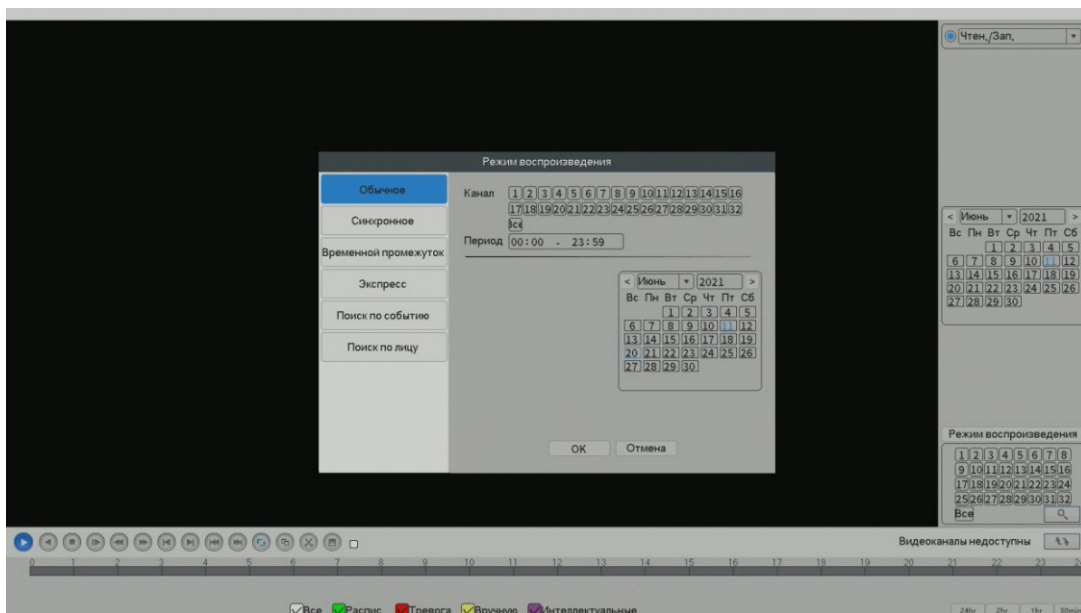 Чтен,/Зап,
Режим воспроизведения
Обычное
Синхронное
Временной промежуток
Экспресс
Поиск по событию
Поиск по лицу
Канал 1 2 3 4 5 6 7 8 9 10 11 12 13 14 15 16
17 18 19 20 21 22 23 24 25 26 27 28 29 30 31 32
Все
Период 00:00 - 23:59
< Июнь 2021 >
Вс Пн Вт Ср Чт Пт Сб
1 2 3 4 5
6 7 8 9 10 11 12
13 14 15 16 17 18 19
20 21 22 23 24 25 26
27 28 29 30
OK Отмена
< Июнь 2021 >
Вс Пн Вт Ср Чт Пт Сб
1 2 3 4 5
6 7 8 9 10 11 12
13 14 15 16 17 18 19
20 21 22 23 24 25 26
27 28 29 30
Режим воспроизведения
1 2 3 4 5 6 7 8
9 10 11 12 13 14 15 16
17 18 19 20 21 22 23 24
25 26 27 28 29 30 31 32
Все
Видеоканалы недоступны
0 1 2 3 4 5 6 7 8 9 10 11 12 13 14 15 16 17 18 19 20 21 22 23
Все Распис Тревога Вручную Интеллектуальные
24hr 2hr 1hr 30min